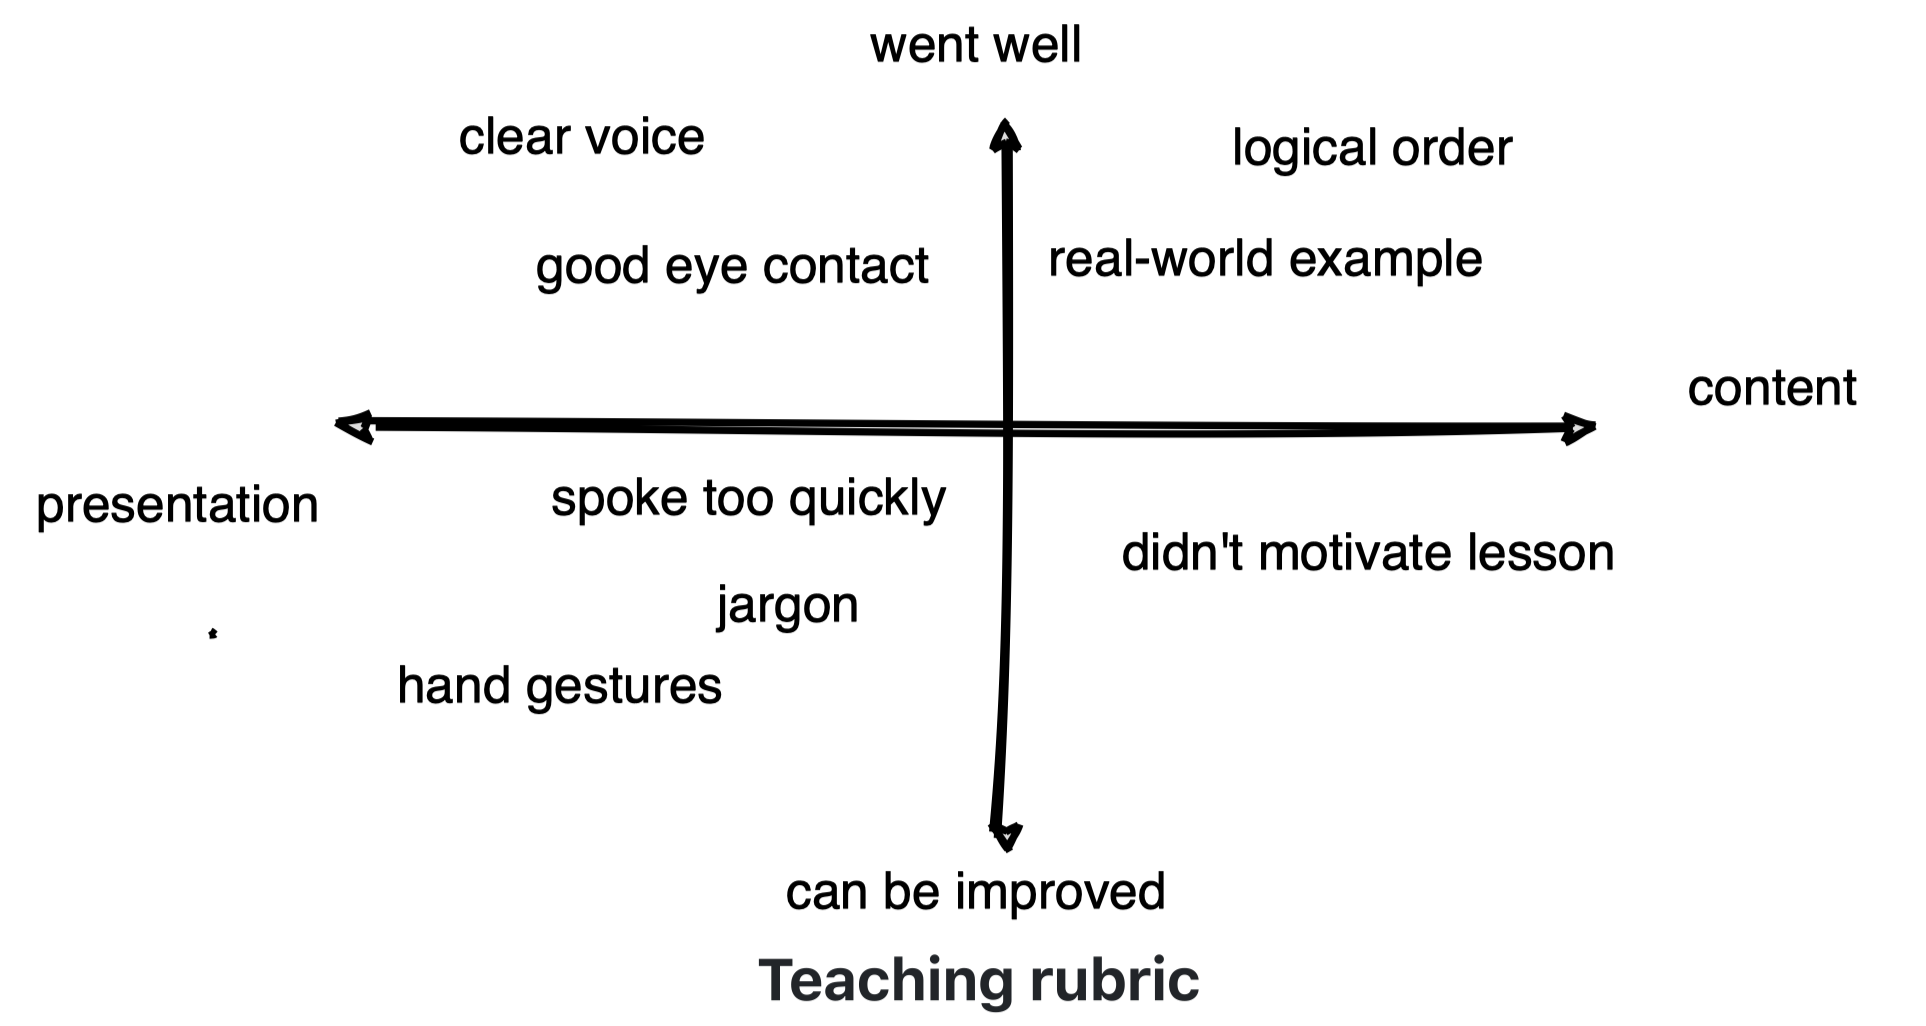 went well
clear voice
logical order
good eye contact
real-world example
content
presentation
spoke too quickly
didn't motivate lesson
jargon
hand gestures
can be improved
Teaching rubric